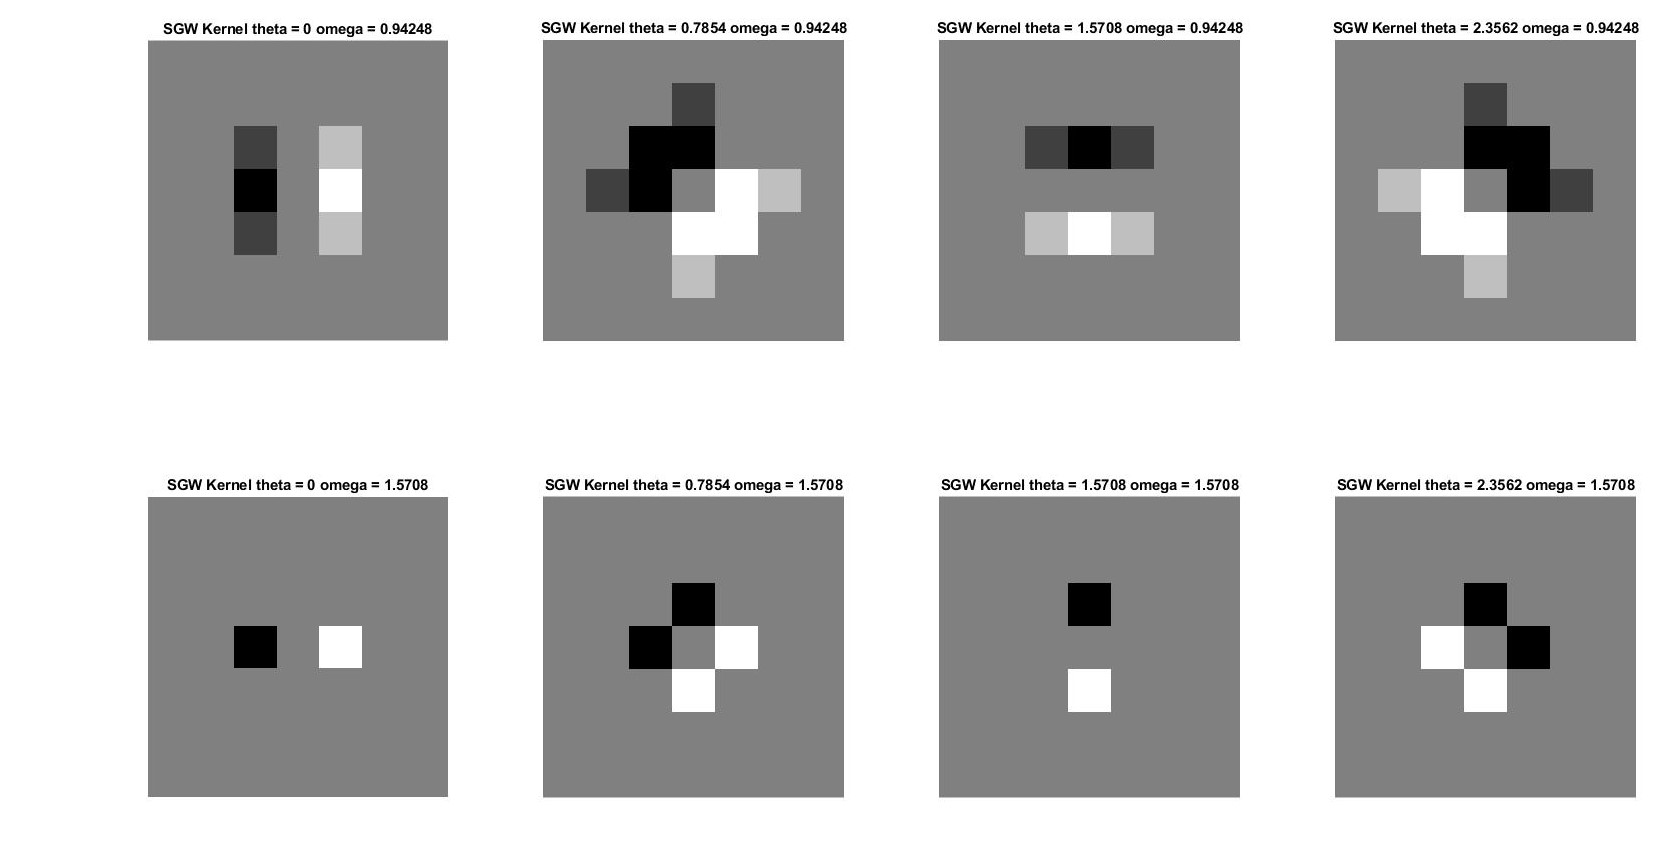 SGW Kernel theta = 0 omega = 0.94248
SGW Kernel theta = 0.7854 omega = 0.94248
SGW Kernel theta = 1.5708 omega = 0.94248
SGW Kernel theta = 2.3562 omega = 0.94248
SGW Kernel theta = 0 omega = 1.5708
SGW Kernel theta = 0.7854 omega = 1.5708
SGW Kernel theta = 1.5708 omega = 1.5708
SGW Kernel theta = 2.3562 omega = 1.5708